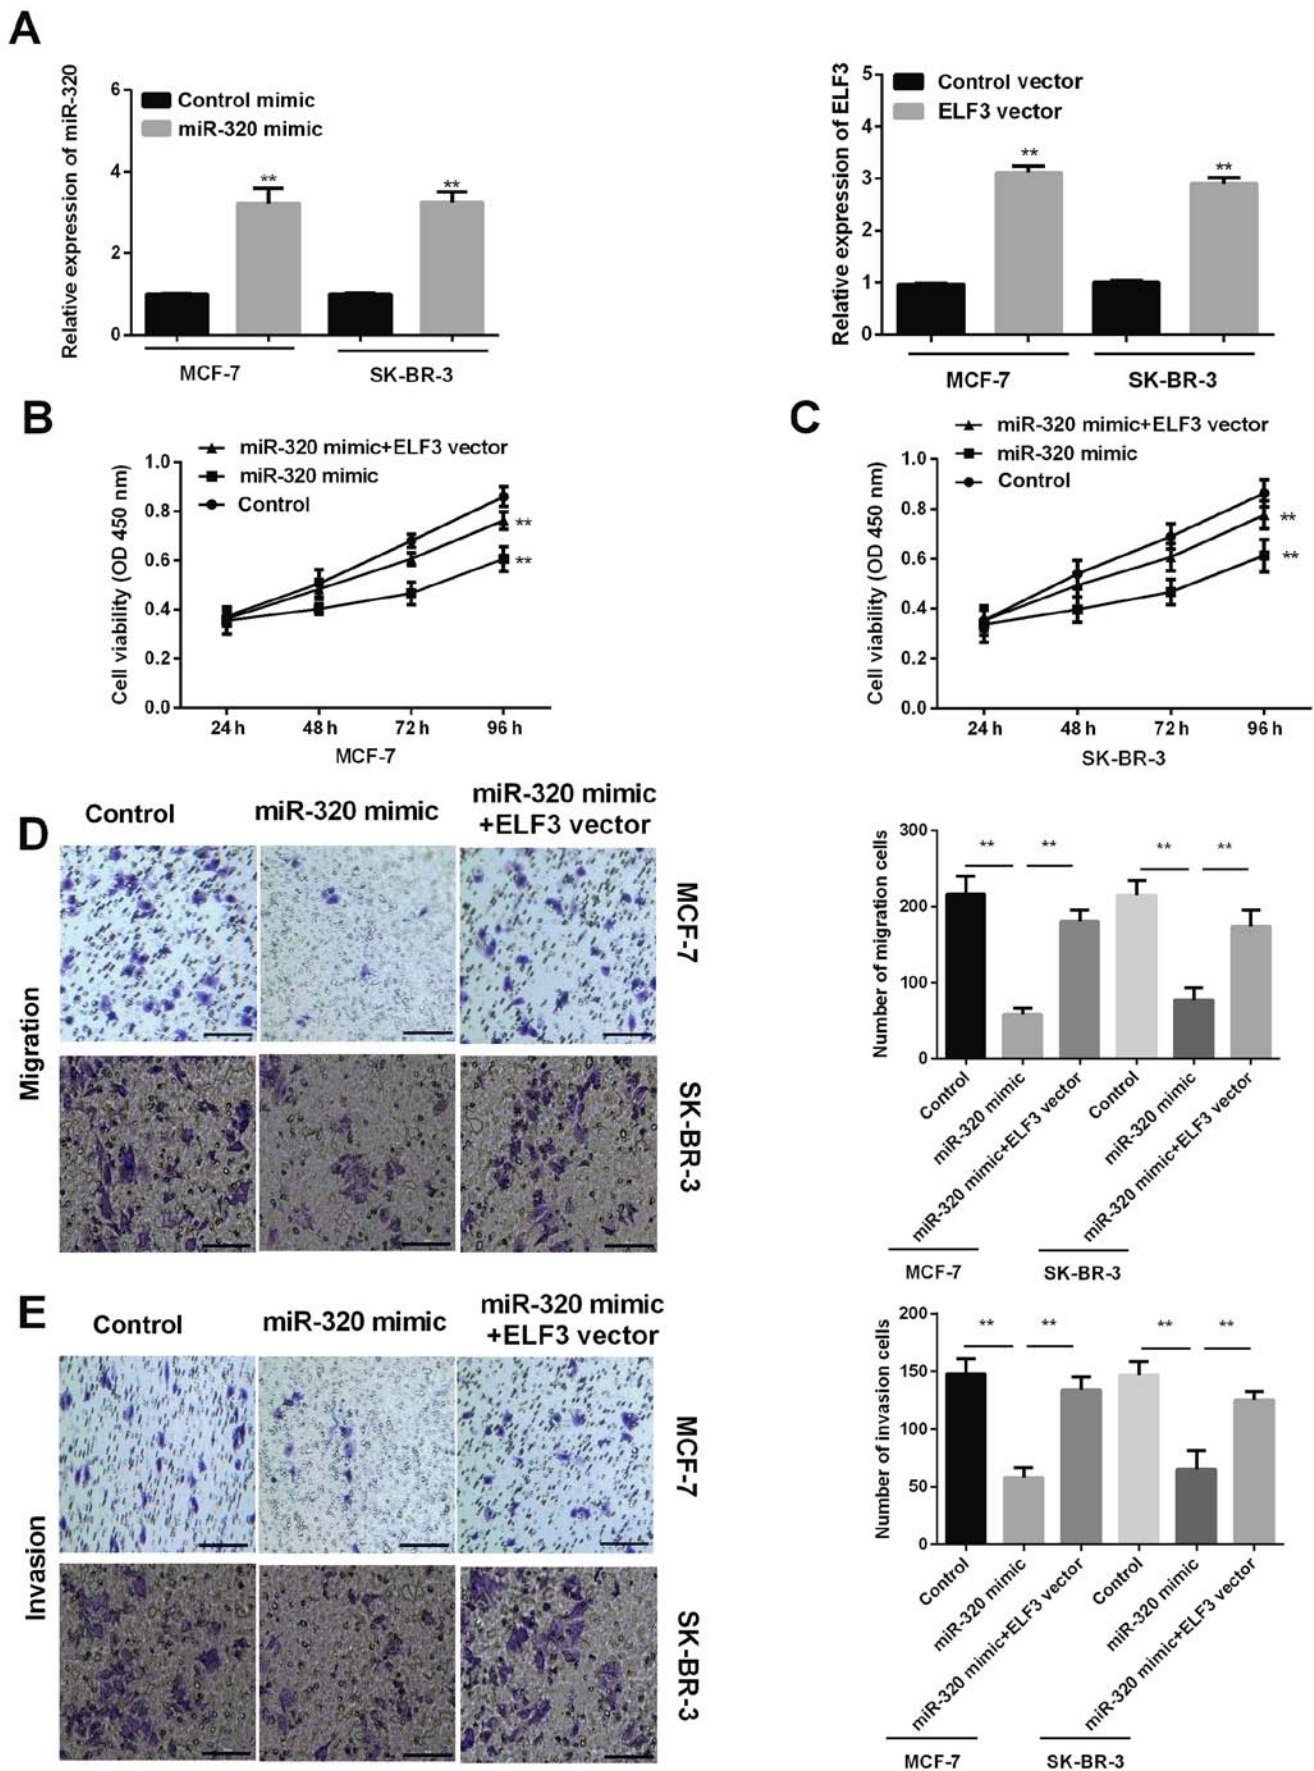 A
Relative expression of miR-320
6
4
2
0
Control mimic
miR-320 mimic
**
**
MCF-7
SK-BR-3
Relative expression of ELF3
5
4
3
2
1
0
Control vector
ELF3 vector
**
**
MCF-7
SK-BR-3
B
miR-320 mimic+ELF3 vector
miR-320 mimic
Control
Cell viability (OD 450 nm)
1.0
0.8
0.6
0.4
0.2
0.0
**
**
24 h 48 h 72 h 96 h
MCF-7
C
miR-320 mimic+ELF3 vector
miR-320 mimic
Control
Cell viability (OD 450 nm)
1.0
0.8
0.6
0.4
0.2
0.0
**
**
24 h 48 h 72 h 96 h
SK-BR-3
D
Control
miR-320 mimic
miR-320 mimic
+ELF3 vector
Migration
MCF-7
SK-BR-3
Number of migration cells
300
200
100
0
** ** ** **
Control
miR-320 mimic
miR-320 mimic+ELF3 vector
Control
miR-320 mimic
miR-320 mimic+ELF3 vector
MCF-7
SK-BR-3
E
Control
miR-320 mimic
miR-320 mimic
+ELF3 vector
Invasion
MCF-7
SK-BR-3
Number of invasion cells
200
150
100
50
0
** ** ** **
Control
miR-320 mimic
miR-320 mimic+ELF3 vector
Control
miR-320 mimic
miR-320 mimic+ELF3 vector
MCF-7
SK-BR-3